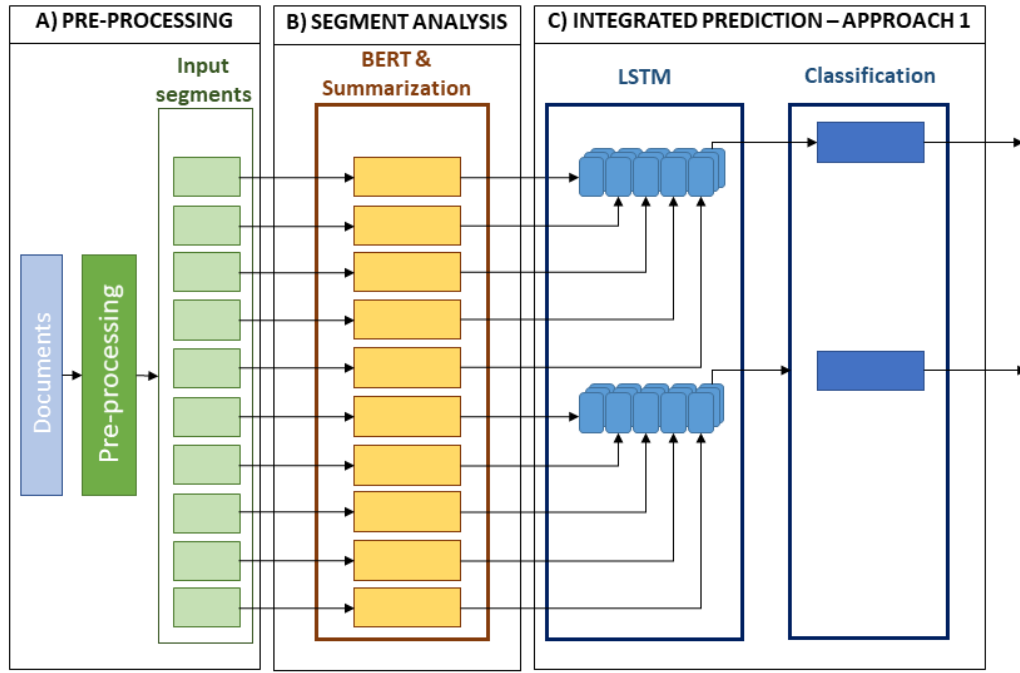 A) PRE-PROCESSING
B) SEGMENT ANALYSIS
C) INTEGRATED PREDICTION – APPROACH 1
Input
segments
BERT &
Summarization
LSTM
Classification
Documents
Pre-processing